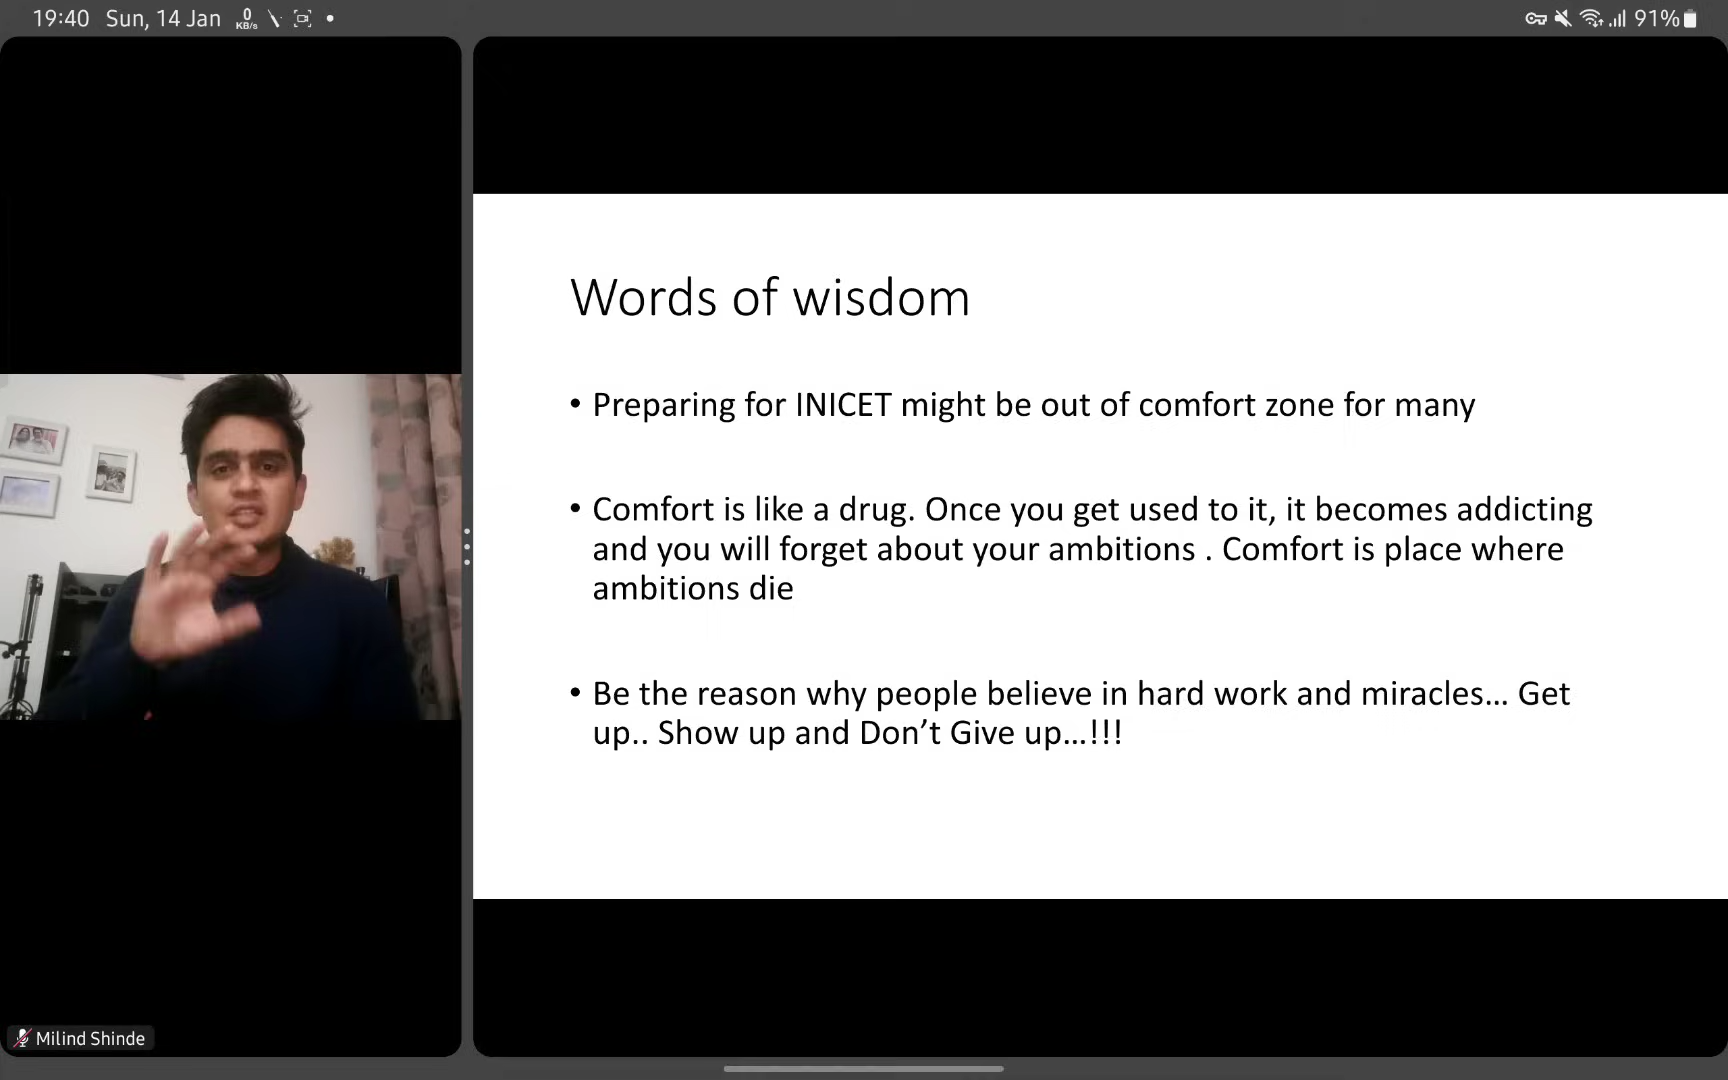 19:40 Sun, 14 Jan 0 KB/s 91%
Words of wisdom
• Preparing for INICET might be out of comfort zone for many
• Comfort is like a drug. Once you get used to it, it becomes addicting
and you will forget about your ambitions . Comfort is place where
ambitions die
• Be the reason why people believe in hard work and miracles... Get
up.. Show up and Don’t Give up...!!!
Milind Shinde